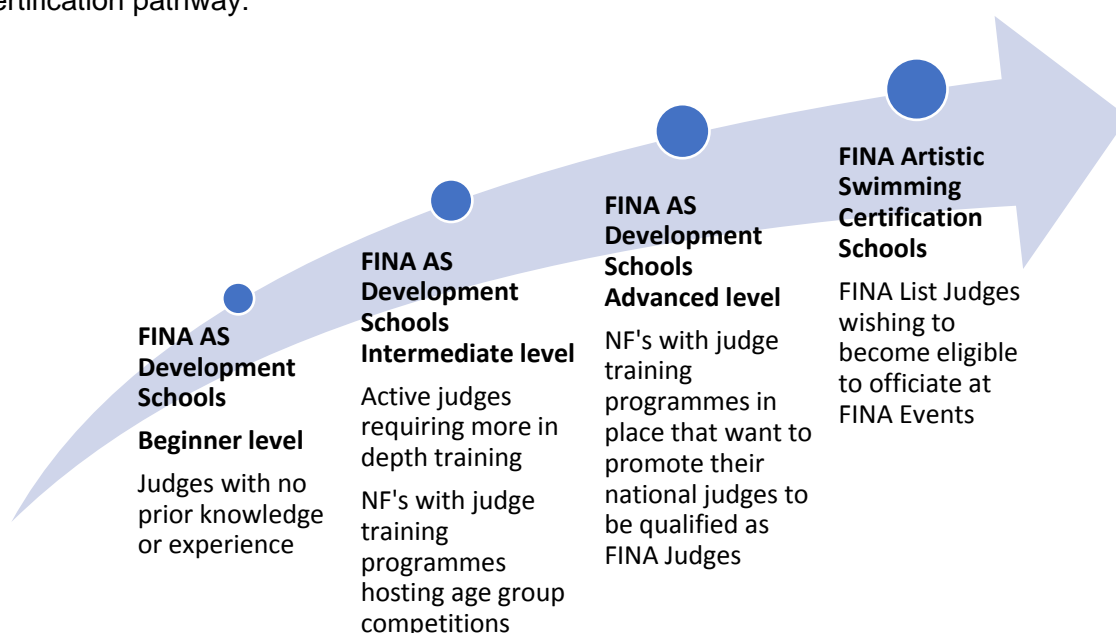 ertification pathway.
FINA AS
Development
Schools
Beginner level
Judges with no
prior knowledge
or experience
FINA AS
Development
Schools
Intermediate level
Active judges
requiring more in
depth training
NF's with judge
training
programmes
hosting age group
competitions
FINA AS
Development
Schools
Advanced level
NF's with judge
training
programmes in
place that want to
promote their
national judges to
be qualified as
FINA Judges
FINA Artistic
Swimming
Certification
Schools
FINA List Judges
wishing to
become eligible
to officiate at
FINA Events